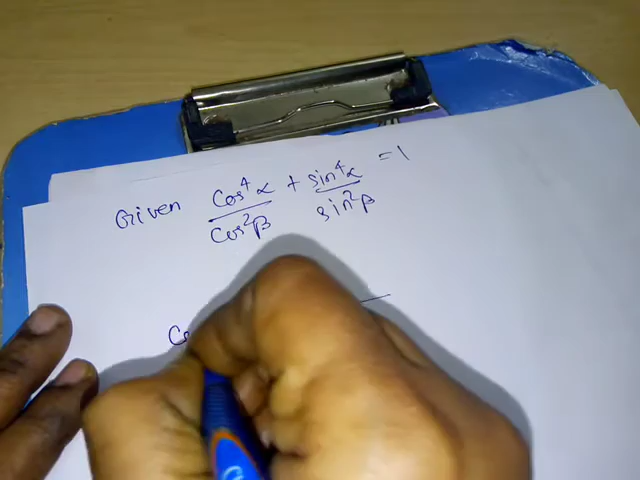 Given cos⁴α/cos²β + sin⁴α/sin²β = 1